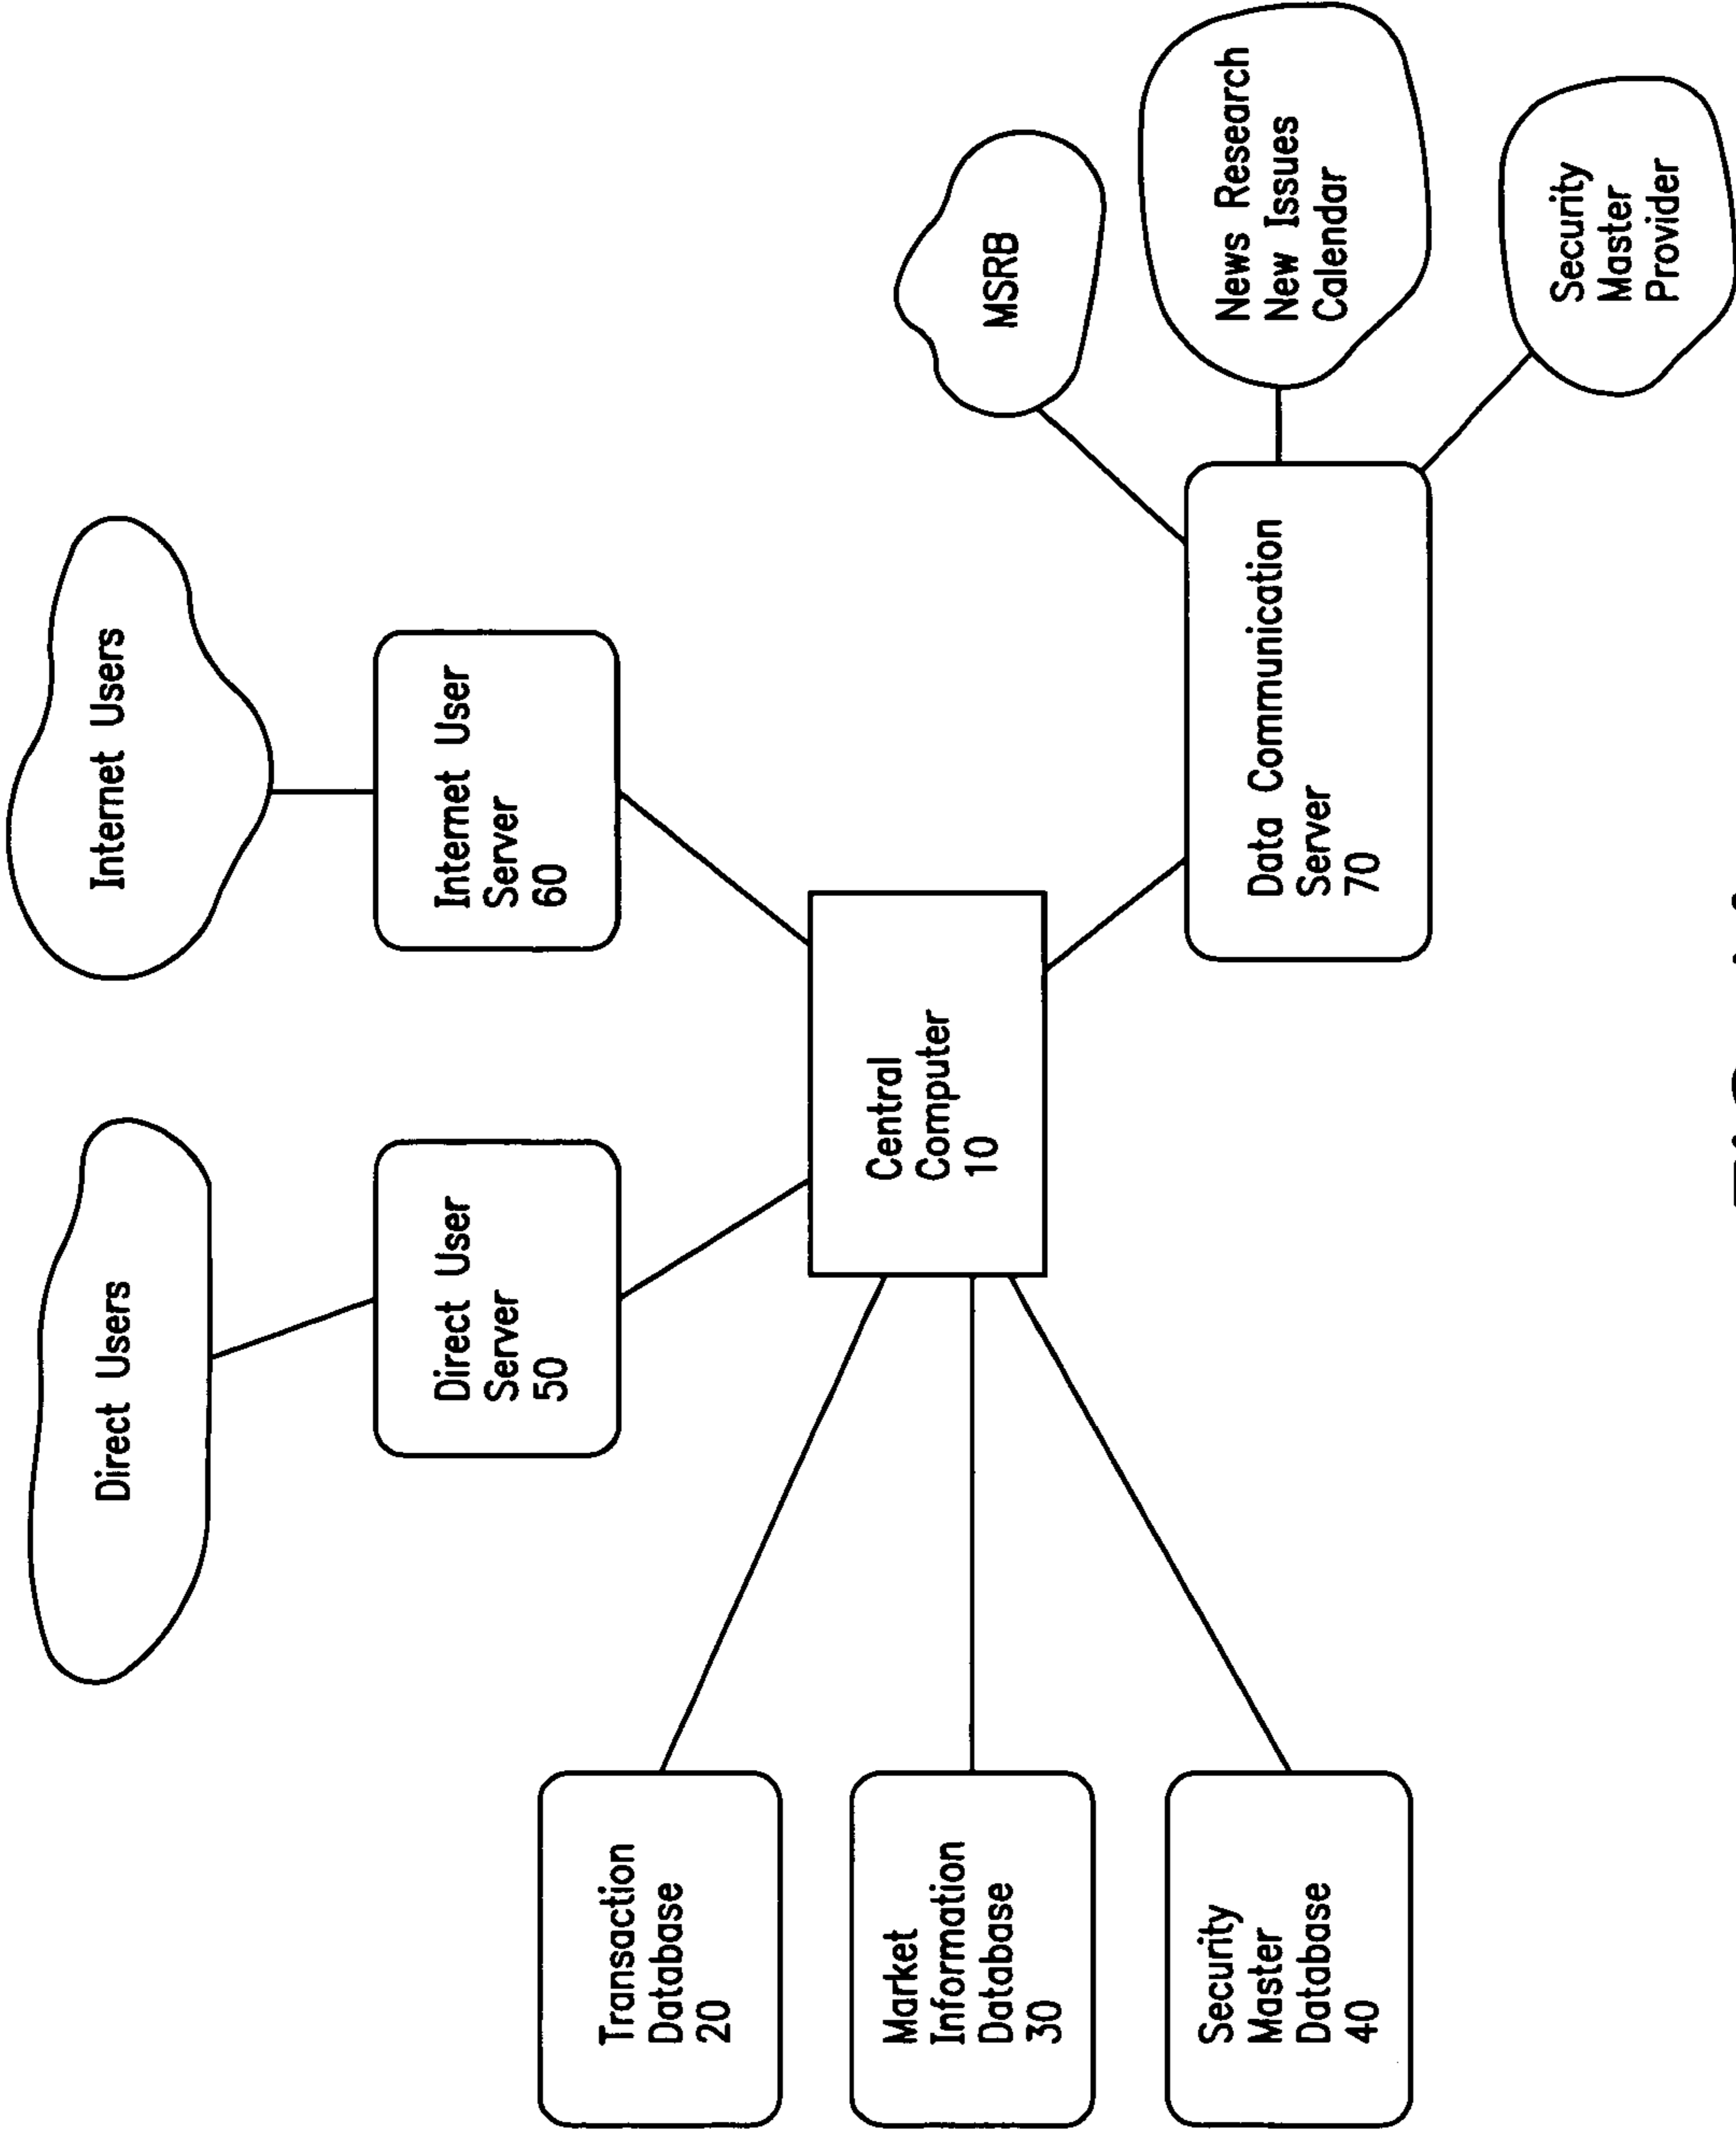 Direct Users
Internet Users
Direct User
Server
50
Internet User
Server
60
Transaction
Database
20
Market
Information
Database
30
Security
Master
Database
40
Central
Computer
10
MSRB
News Research
New Issues
Calendar
Data Communication
Server
70
Security
Master
Provider